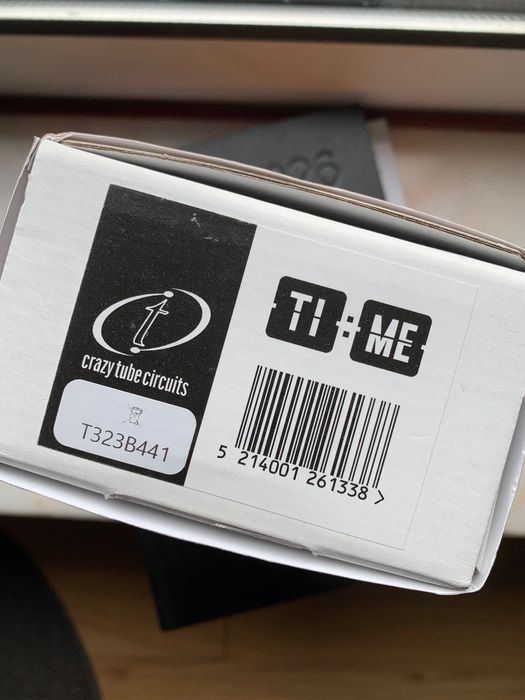 TI + ME
t
crazy tube circuits
T323B441
5 214001 261338 >